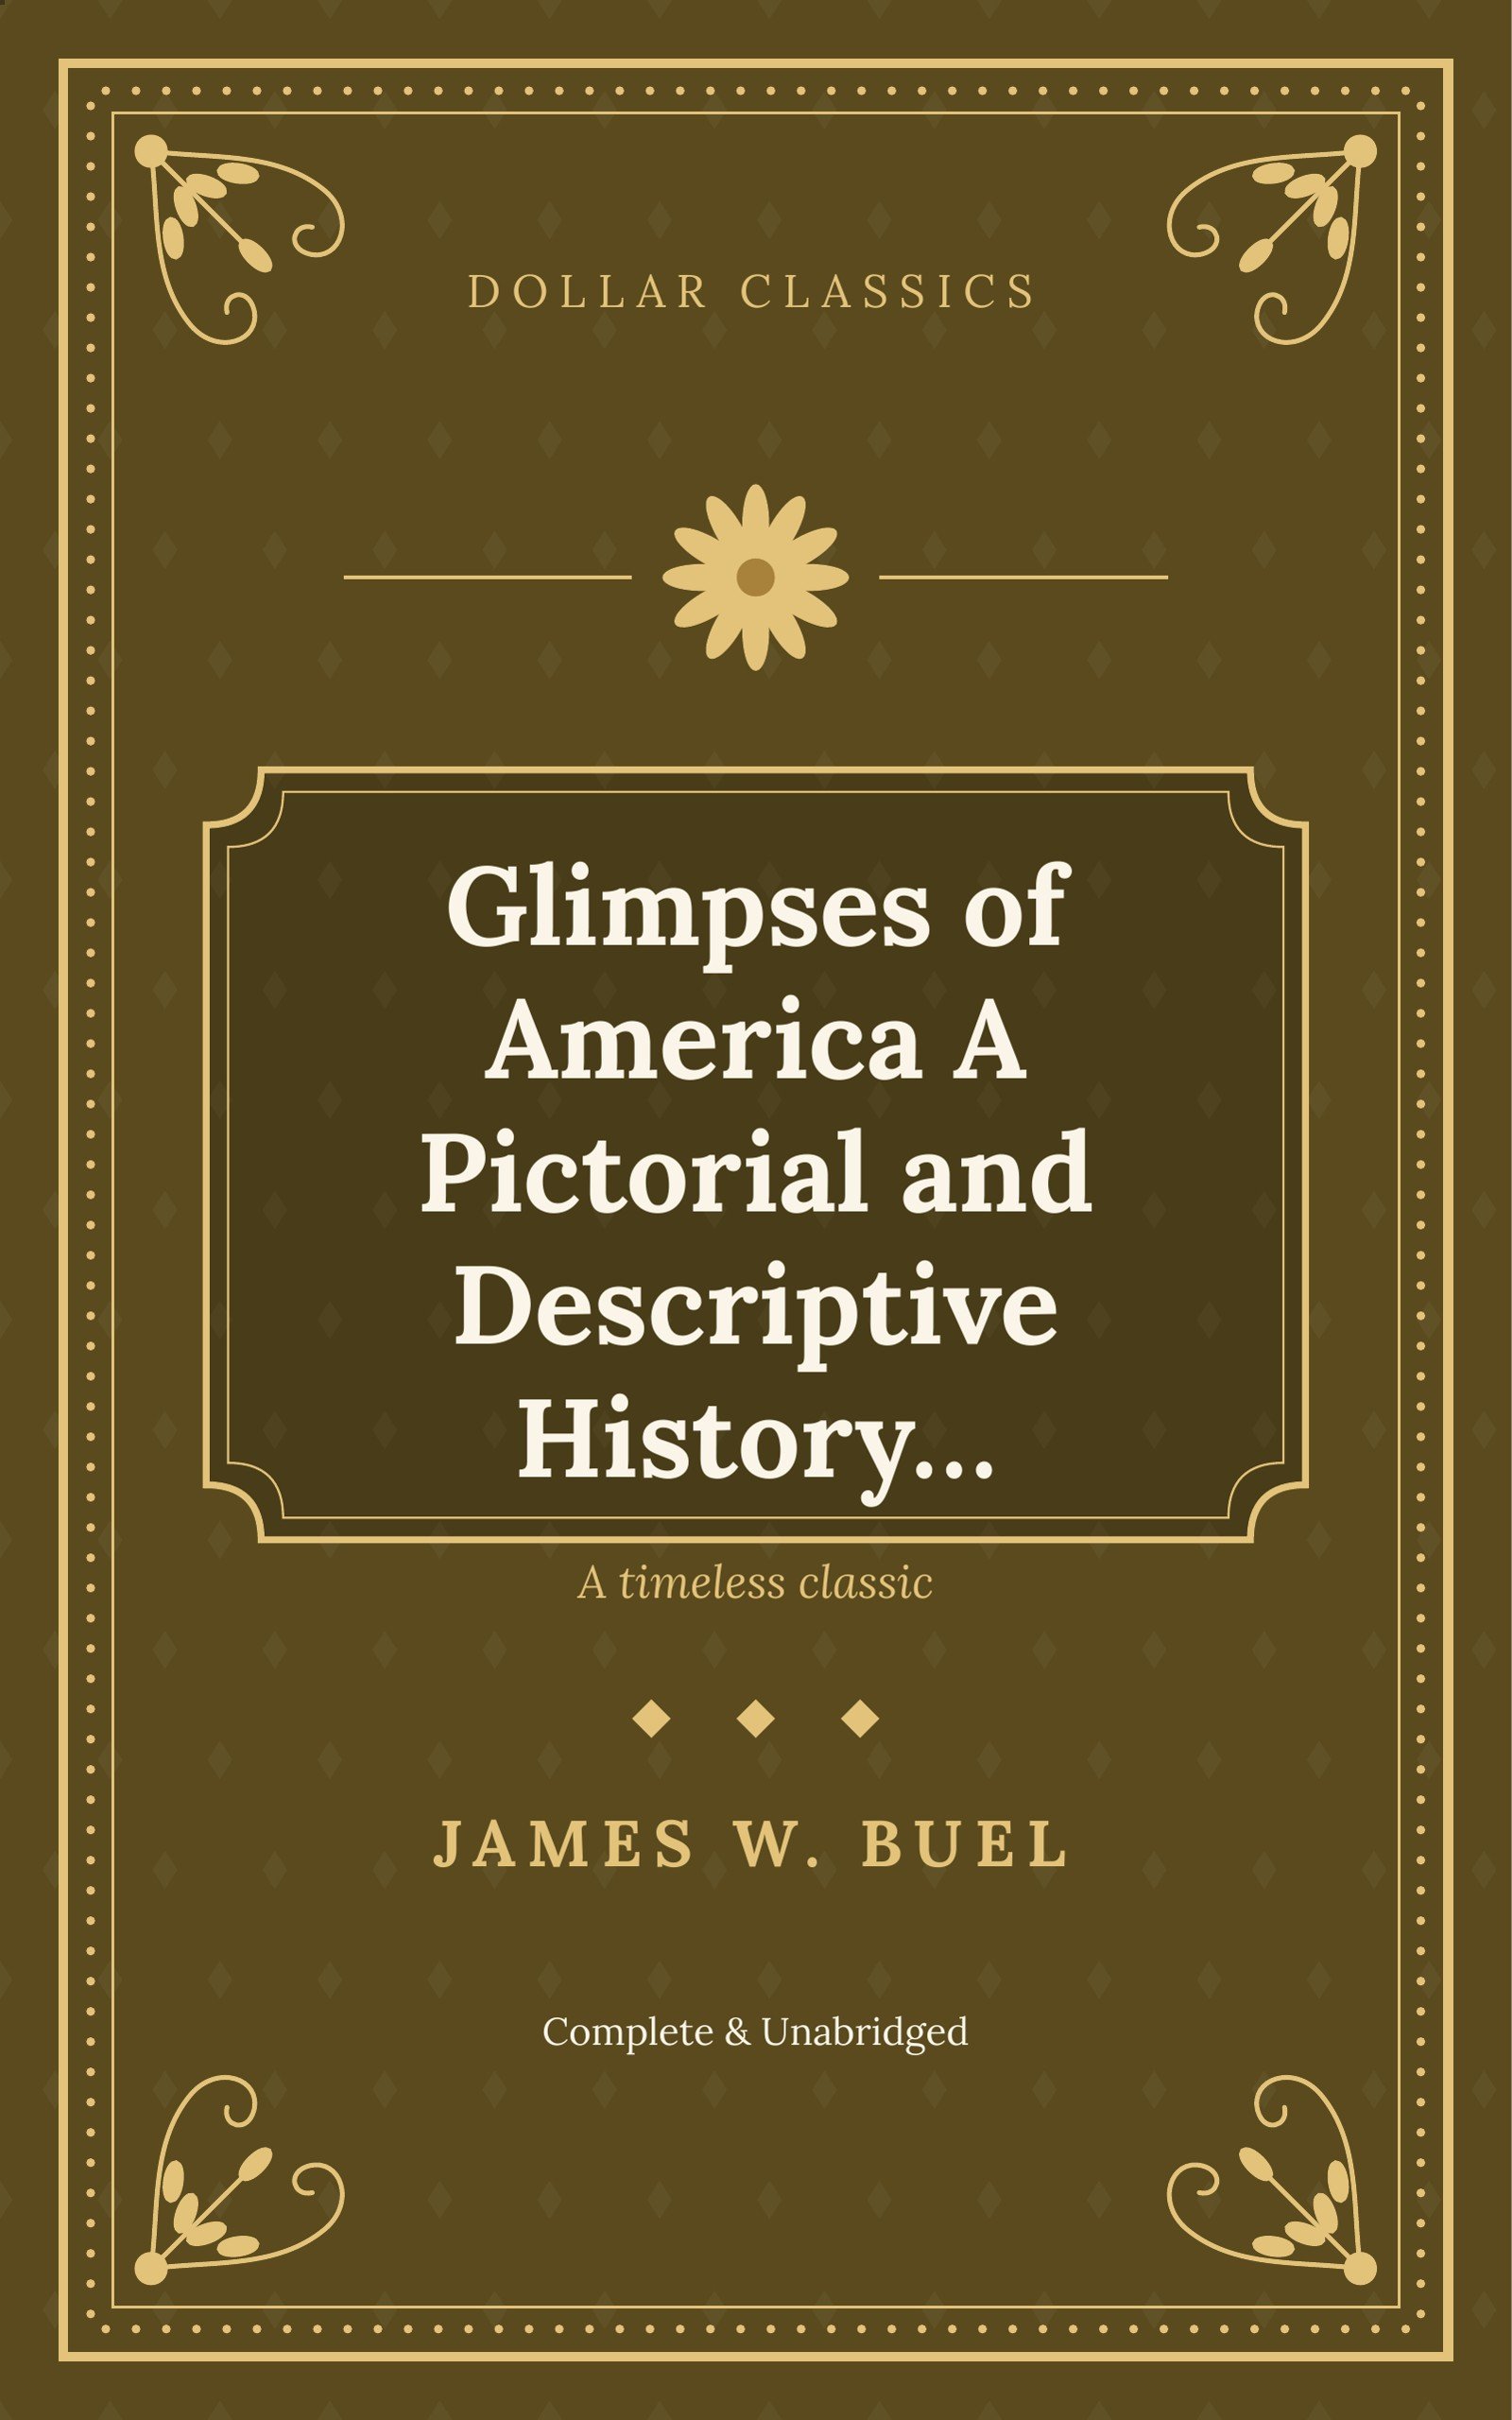 DOLLAR CLASSICS
Glimpses of
America A
Pictorial and
Descriptive
History...
A timeless classic
JAMES W. BUEL
Complete & Unabridged